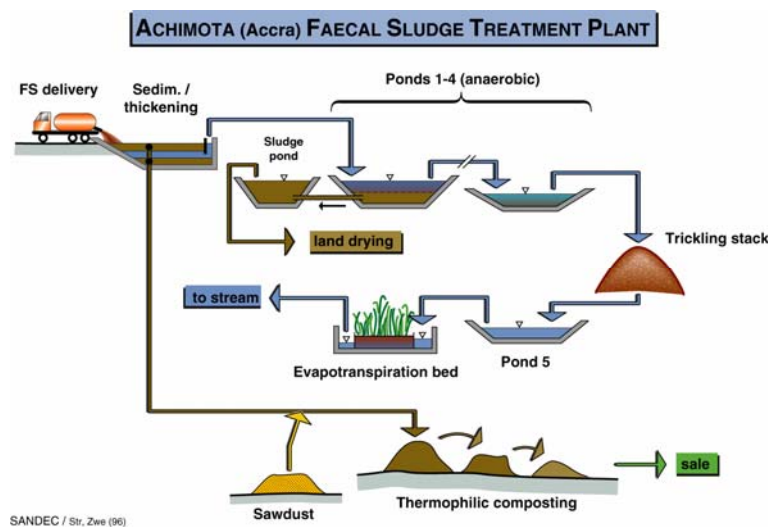 ACHIMOTA (Accra) FAECAL SLUDGE TREATMENT PLANT
FS delivery
Sedim. /
thickening
Ponds 1-4 (anaerobic)
Sludge
pond
land drying
Trickling stack
to stream
Evapotranspiration bed
Pond 5
Sawdust
Thermophilic composting
sale
SANDEC / Str, Zwe (96)